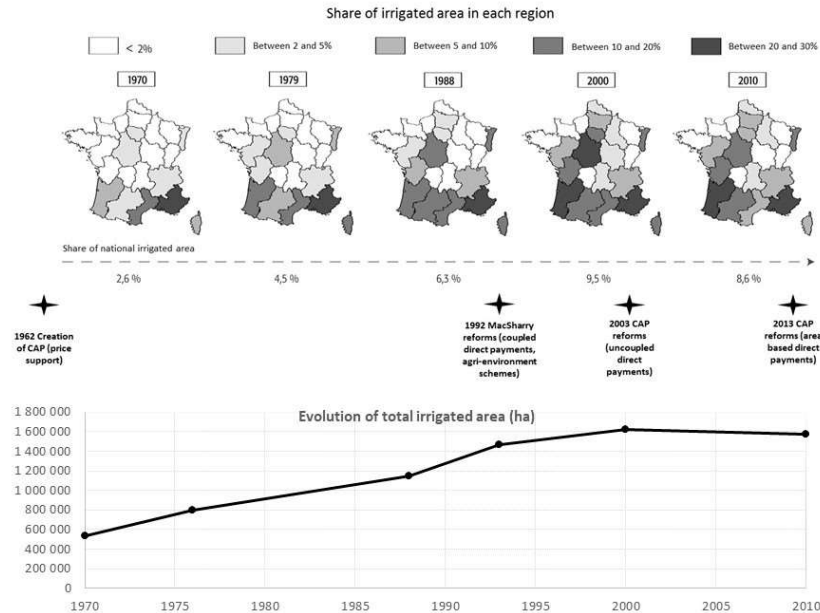 Share of irrigated area in each region
< 2%
Between 2 and 5%
Between 5 and 10%
Between 10 and 20%
Between 20 and 30%
1970
1979
1988
2000
2010
Share of national irrigated area
2,6 %
4,5 %
6,3 %
9,5 %
8,6 %
1962 Creation
of CAP (price
support)
1992 MacSharry
reforms (coupled
direct payments,
agri-environment
schemes)
2003 CAP
reforms
(uncoupled
direct
payments)
2013 CAP
reforms (area
based direct
payments)
Evolution of total irrigated area (ha)
1 800 000
1 600 000
1 400 000
1 200 000
1 000 000
800 000
600 000
400 000
200 000
0
1970
1975
1980
1985
1990
1995
2000
2005
2010